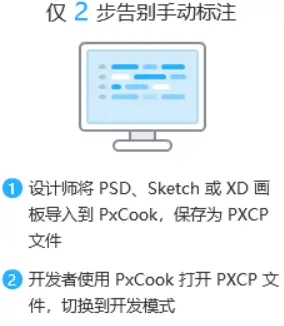 仅 2 步告别手动标注
1 设计师将 PSD、Sketch 或 XD 画
板导入到 PxCook，保存为 PXCP
文件
2 开发者使用 PxCook 打开 PXCP 文
件，切换到开发模式